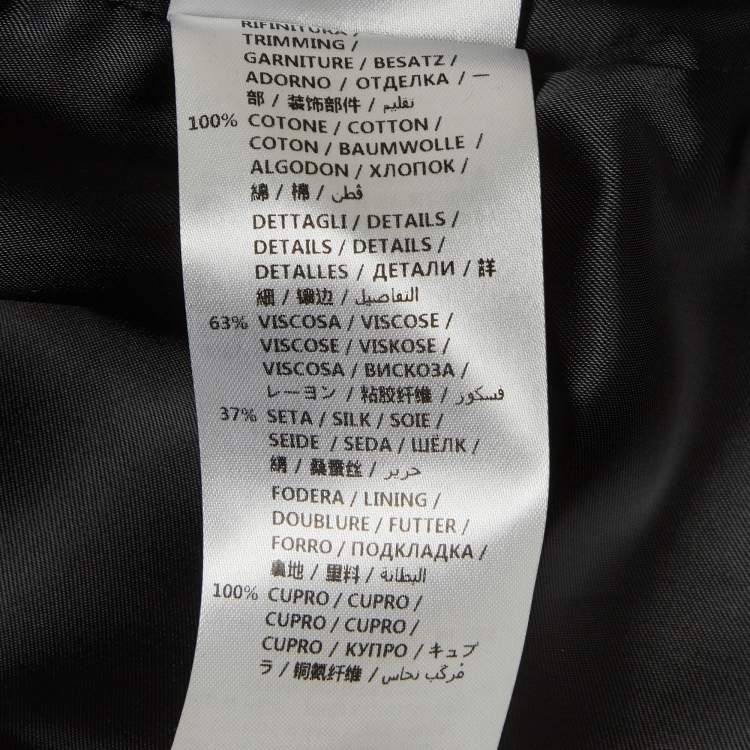 RIFINITURA /
TRIMMING /
GARNITURE / BESATZ /
ADORNO / ОТДЕЛКА / 一
部 / 装饰部件 / تقليم
100% COTONE / COTTON /
COTON / BAUMWOLLE /
ALGODON / ХЛОПОК /
綿 / 棉 / قطن
DETTAGLI / DETAILS /
DETAILS / DETAILS /
DETALLES / ДЕТАЛИ / 詳
細 / 镶边 / التفاصيل
63% VISCOSA / VISCOSE /
VISCOSE / VISKOSE /
VISCOSA / ВИСКОЗА /
レーヨン / 粘胶纤维 / فسكوز
37% SETA / SILK / SOIE /
SEIDE / SEDA / ШЁЛК /
絹 / 桑蚕丝 / حرير
FODERA / LINING /
DOUBLURE / FUTTER /
FORRO / ПОДКЛАДКА /
裏地 / 里料 / البطانة
100% CUPRO / CUPRO /
CUPRO / CUPRO /
CUPRO / КУПРО / キュプ
ラ / 铜氨纤维 / مُركّب نحاس